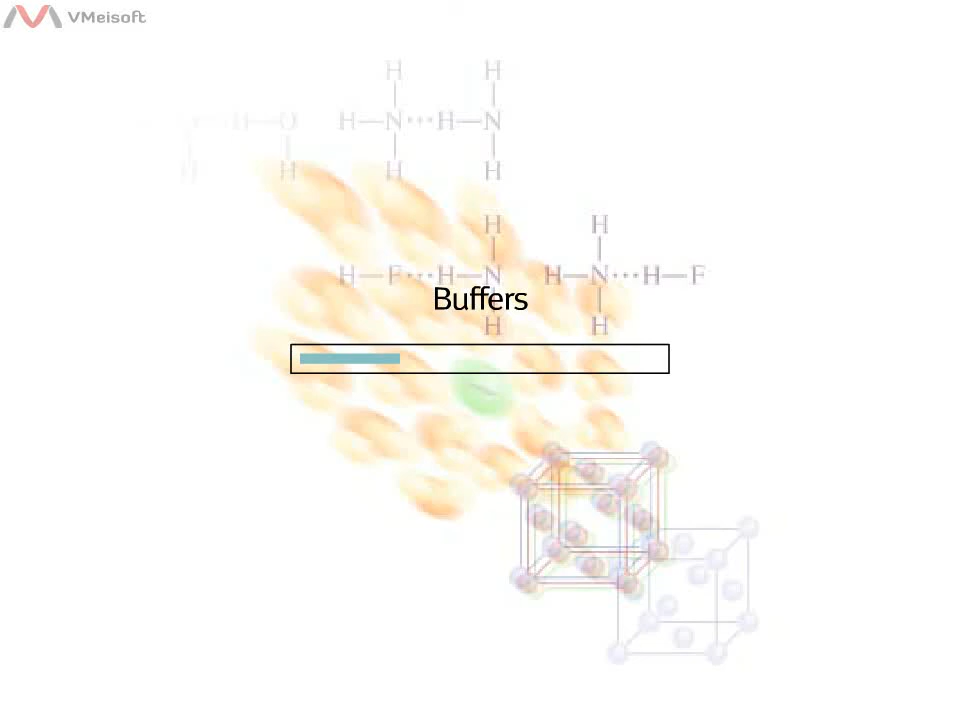 VMeisoft
H H
H O H N H N
H H H H
H H
H F H N H N H F
Buffers
H H